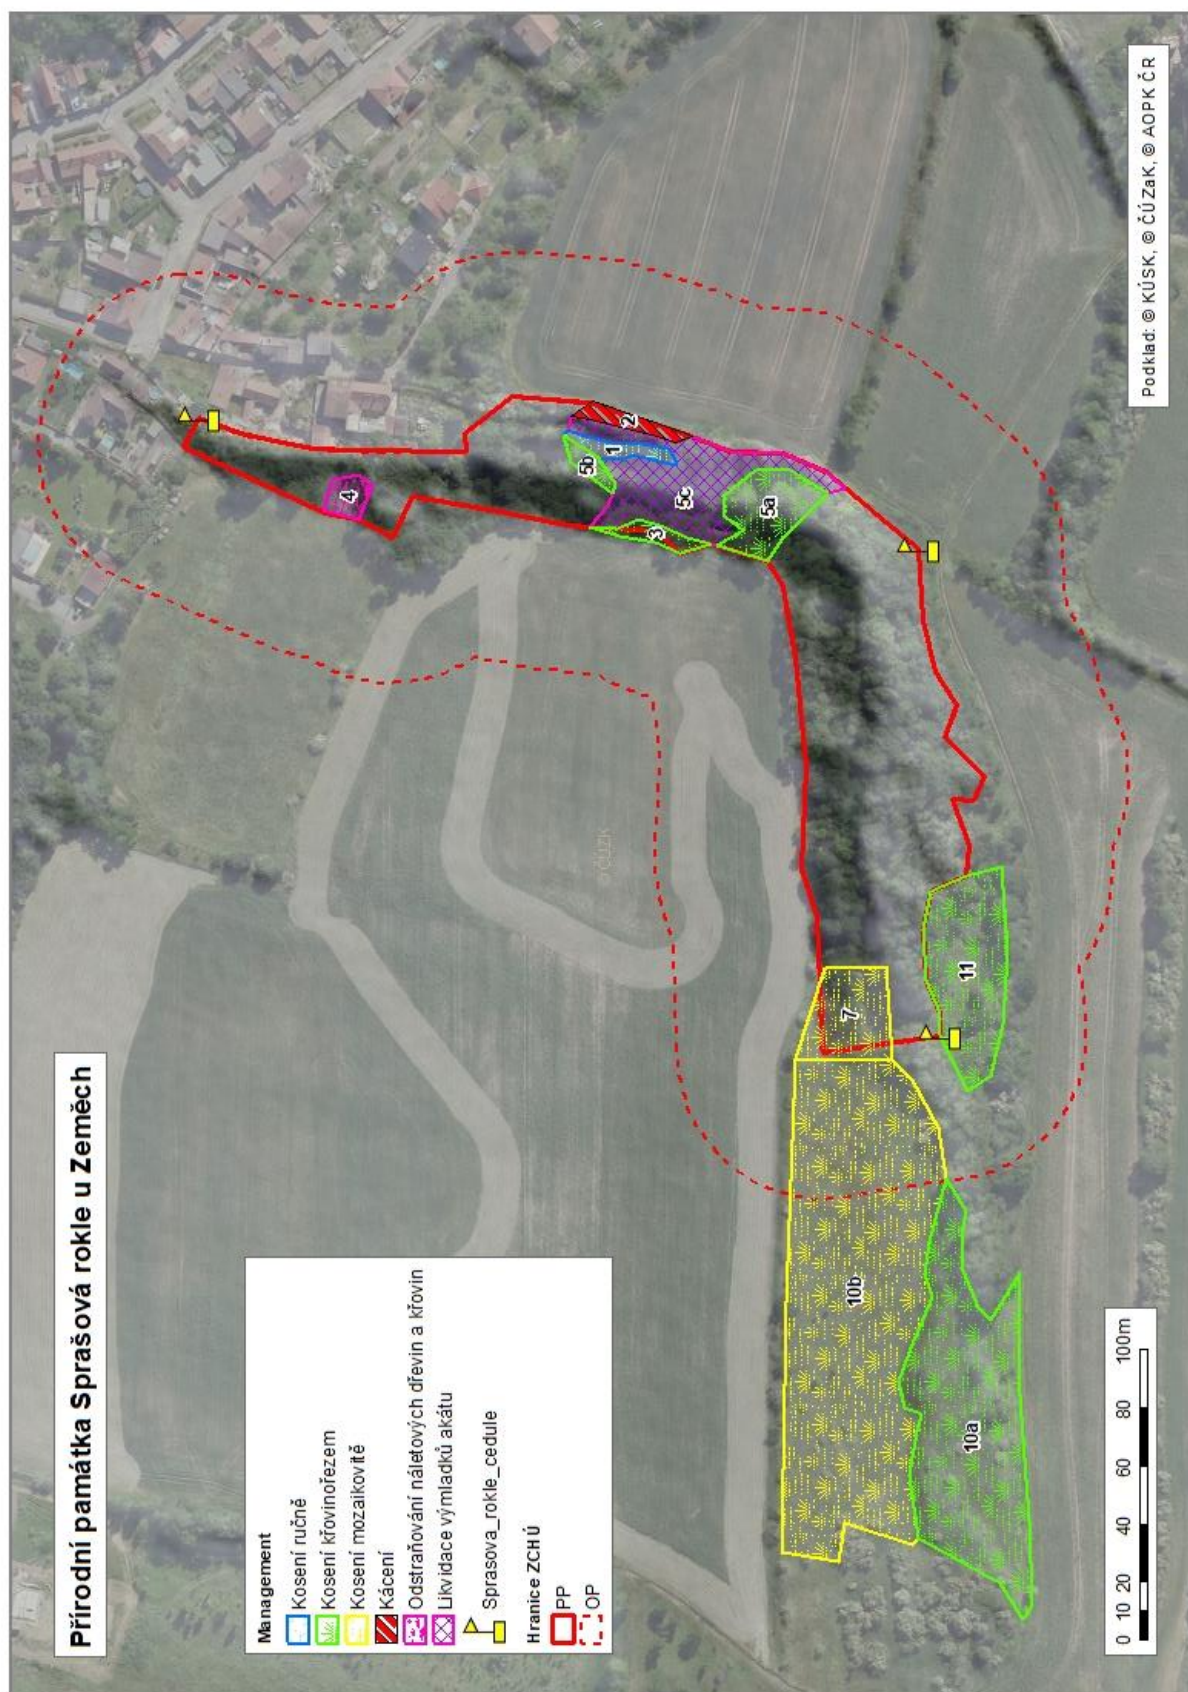 Přírodní památka Sprašová rokle u Zeměch
Management
Kosení ručně
Kosení křovinořezem
Kosení mozaikovitě
Kácení
Odstraňování náletových dřevin a křovin
Likvidace výmladků akátu
Sprasova_rokle_cedule
Hranice ZCHÚ
PP
OP
4
5b
1
2
3
5c
5a
© ČÚZK
7
11
10b
10a
0 10 20 40 60 80 100m
Podklad: © KÚSK, © ČÚZaK, © AOPK ČR